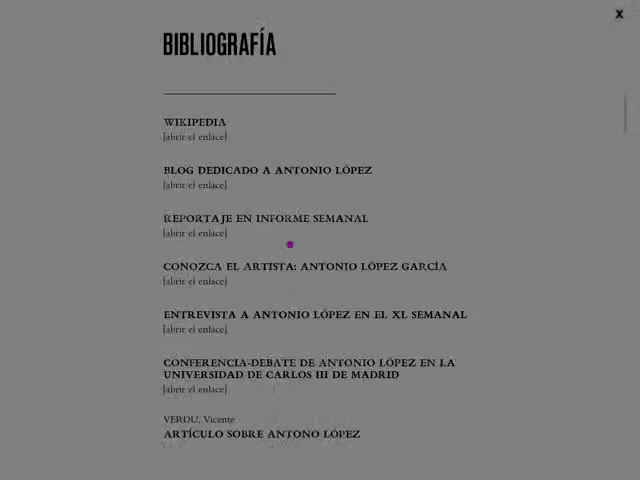 X
BIBLIOGRAFÍA
WIKIPEDIA
[abrir el enlace]
BLOG DEDICADO A ANTONIO LÓPEZ
[abrir el enlace]
REPORTAJE EN INFORME SEMANAL
[abrir el enlace]
CONOZCA EL ARTISTA: ANTONIO LÓPEZ GARCÍA
[abrir el enlace]
ENTREVISTA A ANTONIO LÓPEZ EN EL XL SEMANAL
[abrir el enlace]
CONFERENCIA-DEBATE DE ANTONIO LÓPEZ EN LA
UNIVERSIDAD DE CARLOS III DE MADRID
[abrir el enlace]
VERDU, Vicente
ARTÍCULO SOBRE ANTONO LÓPEZ